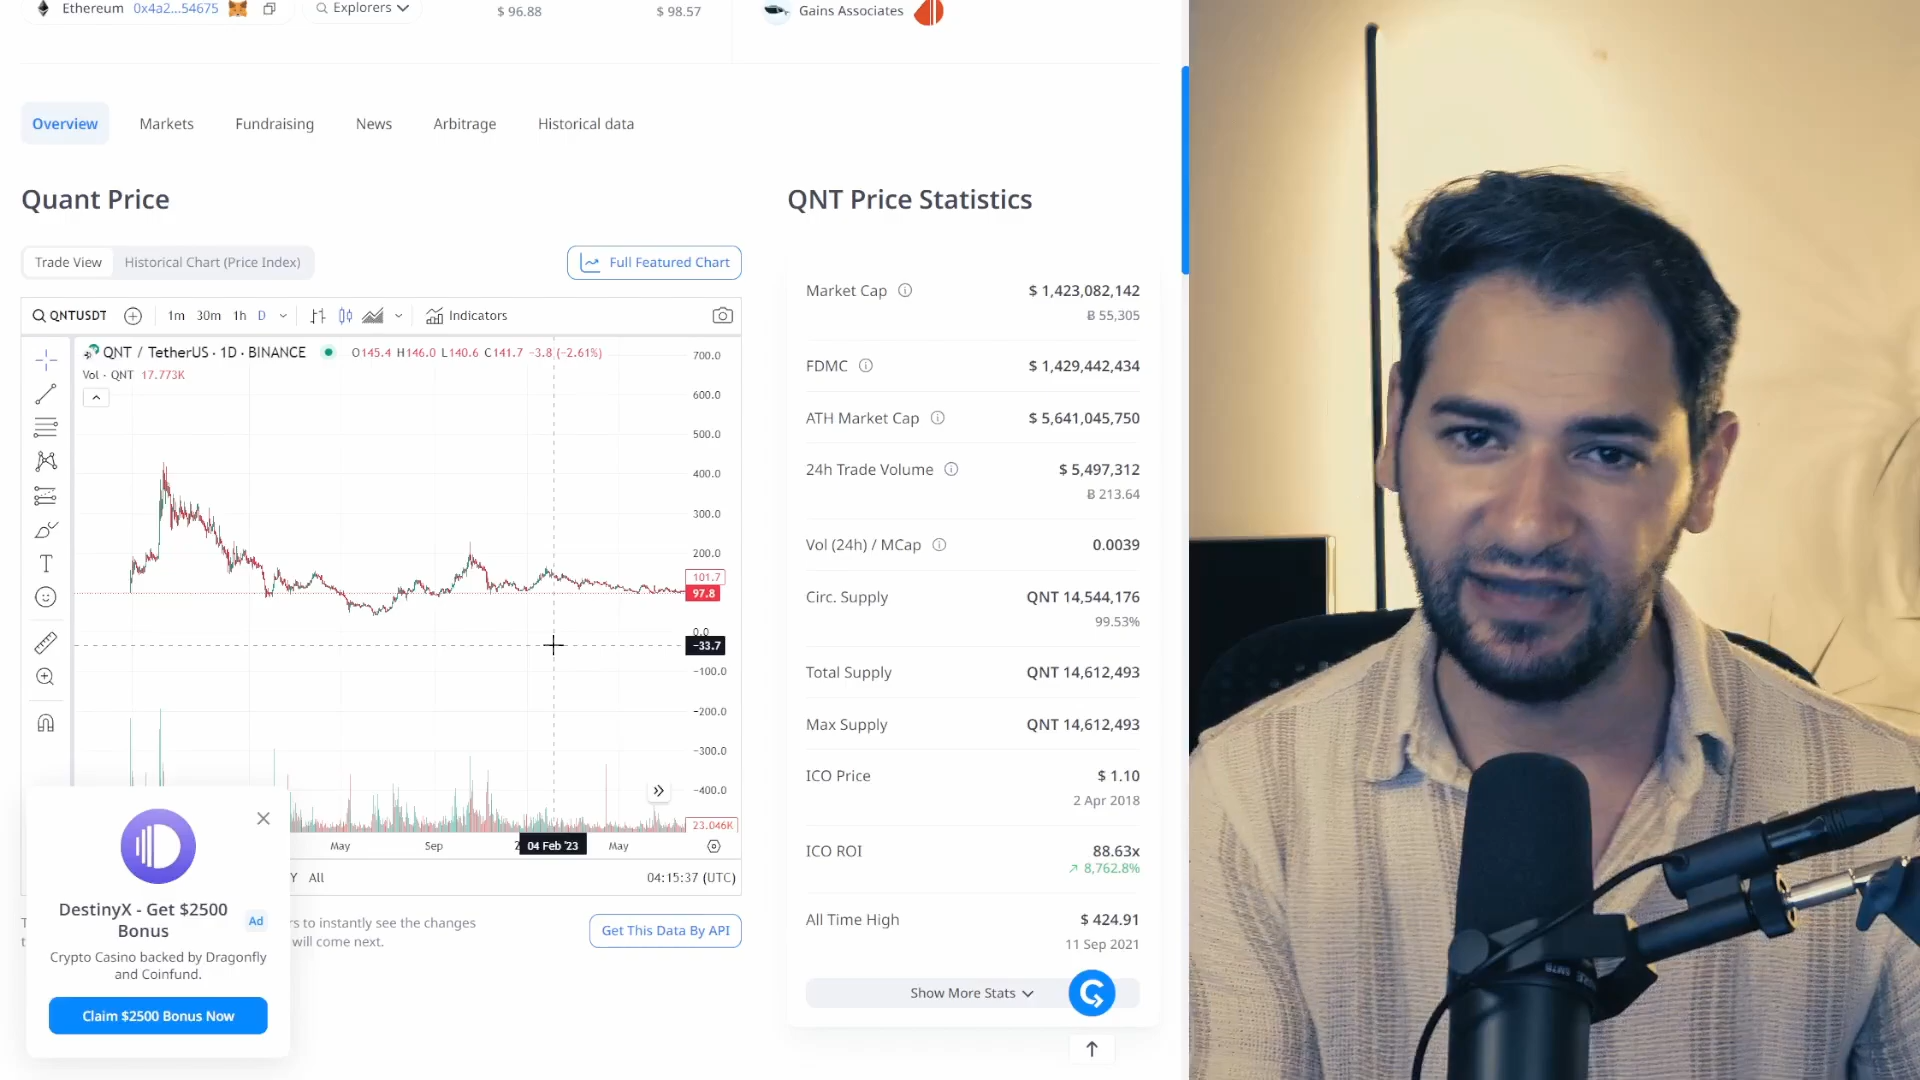 Ethereum 0x4a2...54675 Explorers
$ 96.88 $ 98.57
Gains Associates
Overview Markets Fundraising News Arbitrage Historical data
Quant Price
Trade View Historical Chart (Price Index) Full Featured Chart
QNTUSDT 1m 30m 1h D Indicators
QNT / TetherUS · 1D · BINANCE O145.4 H146.0 L140.6 C141.7 −3.8 (−2.61%)
Vol · QNT 17.773K
700.0
600.0
500.0
400.0
300.0
200.0
101.7
97.8
0.0
−33.7
−100.0
−200.0
−300.0
−400.0
23.046K
May Sep 2 04 Feb '23 May
Y All 04:15:37 (UTC)
rs to instantly see the changes
will come next.
Get This Data By API
DestinyX - Get $2500
Bonus
Ad
Crypto Casino backed by Dragonfly
and Coinfund.
Claim $2500 Bonus Now
QNT Price Statistics
Market Cap $ 1,423,082,142
Ƀ 55,305
FDMC $ 1,429,442,434
ATH Market Cap $ 5,641,045,750
24h Trade Volume $ 5,497,312
Ƀ 213.64
Vol (24h) / MCap 0.0039
Circ. Supply QNT 14,544,176
99.53%
Total Supply QNT 14,612,493
Max Supply QNT 14,612,493
ICO Price $ 1.10
2 Apr 2018
ICO ROI 88.63x
8,762.8%
All Time High $ 424.91
11 Sep 2021
Show More Stats